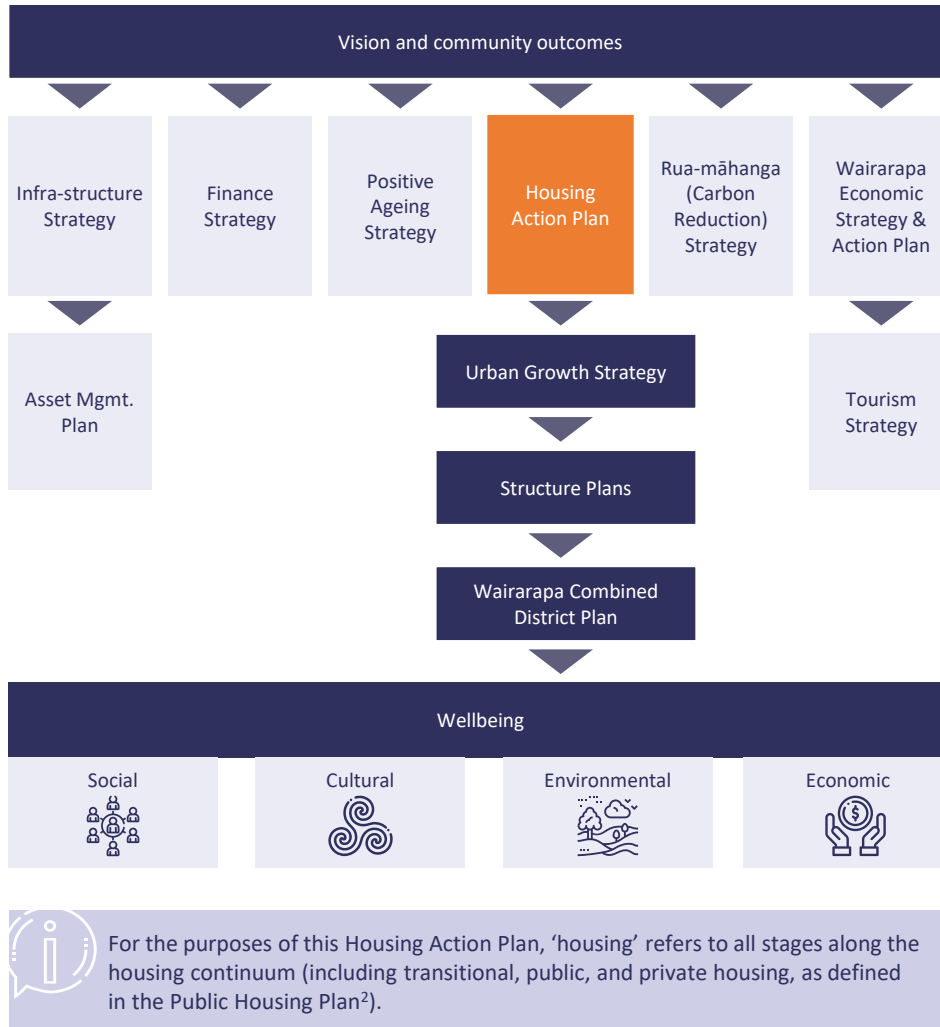 Vision and community outcomes
Infra-structure
Strategy
Finance
Strategy
Positive
Ageing
Strategy
Housing
Action Plan
Rua-māhanga
(Carbon
Reduction)
Strategy
Wairarapa
Economic
Strategy &
Action Plan
Asset Mgmt.
Plan
Urban Growth Strategy
Tourism
Strategy
Structure Plans
Wairarapa Combined
District Plan
Wellbeing
Social
Cultural
Environmental
Economic
$
For the purposes of this Housing Action Plan, ‘housing’ refers to all stages along the
housing continuum (including transitional, public, and private housing, as defined
in the Public Housing Plan²).